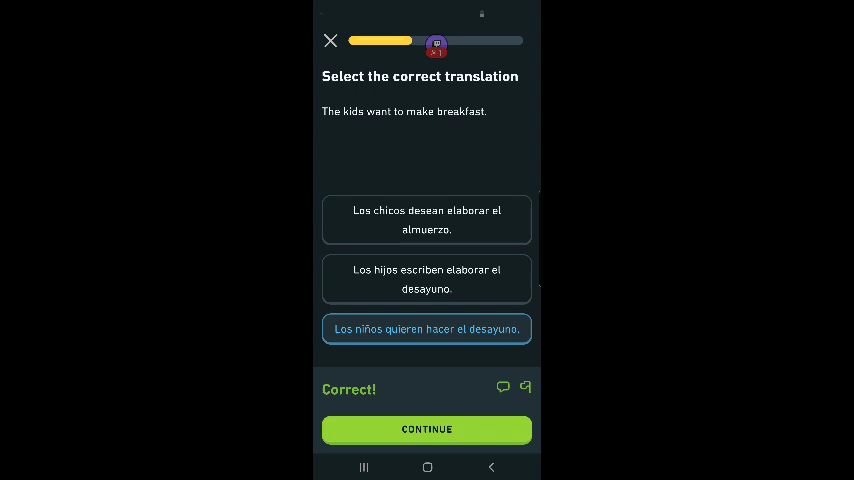 Select the correct translation
The kids want to make breakfast.
Los chicos desean elaborar el
almuerzo.
Los hijos escriben elaborar el
desayuno.
Los niños quieren hacer el desayuno.
Correct!
CONTINUE